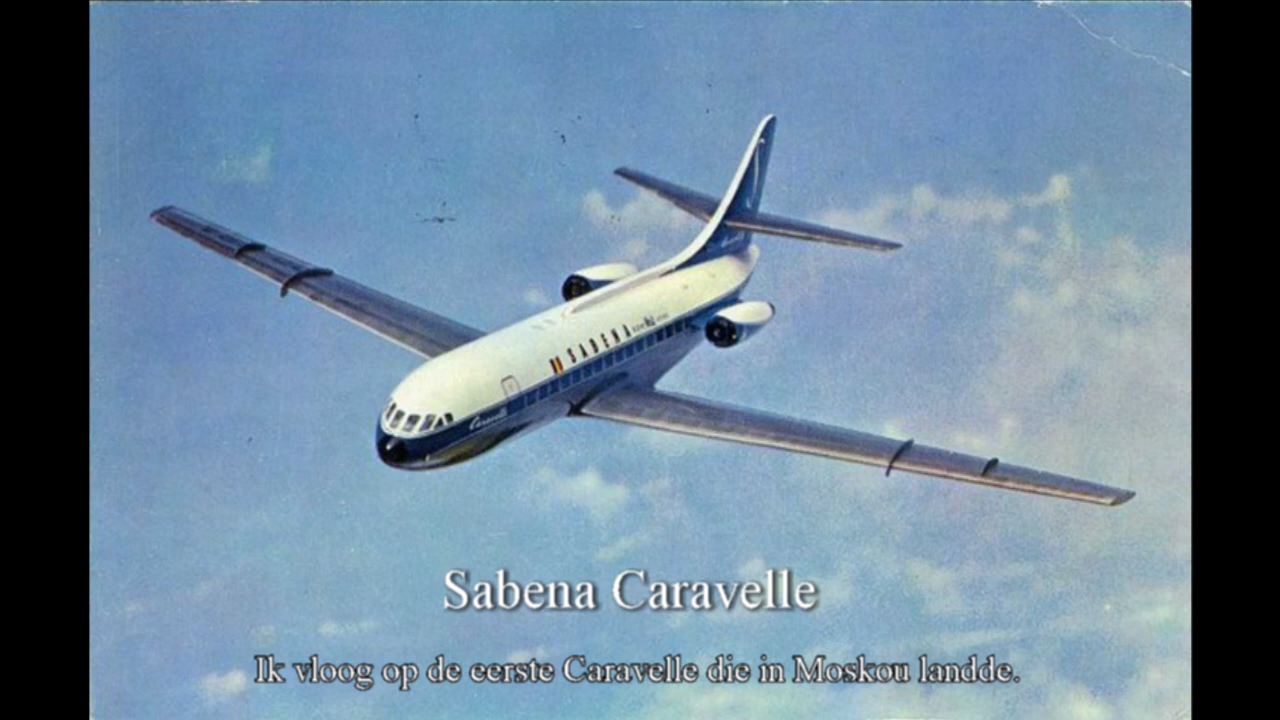 SABENA
Caravelle
Sabena Caravelle
Ik vloog op de eerste Caravelle die in Moskou landde.